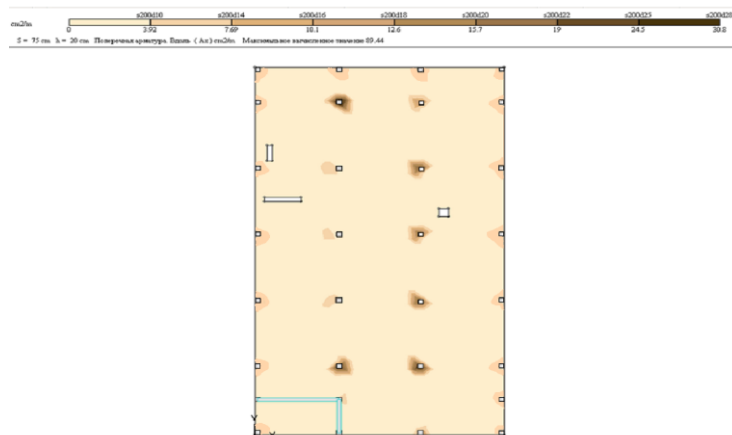 cm2/m
s200d10 s200d14 s200d16 s200d18 s200d20 s200d22 s200d25 s200d28
0 3.92 7.69 10.1 12.6 15.7 19 24.5 30.8
S = 75 cm h = 20 cm Поперечная арматура. Вдоль ( Ax ) cm2/m Максимальное вычисленное значение 89.44
Y